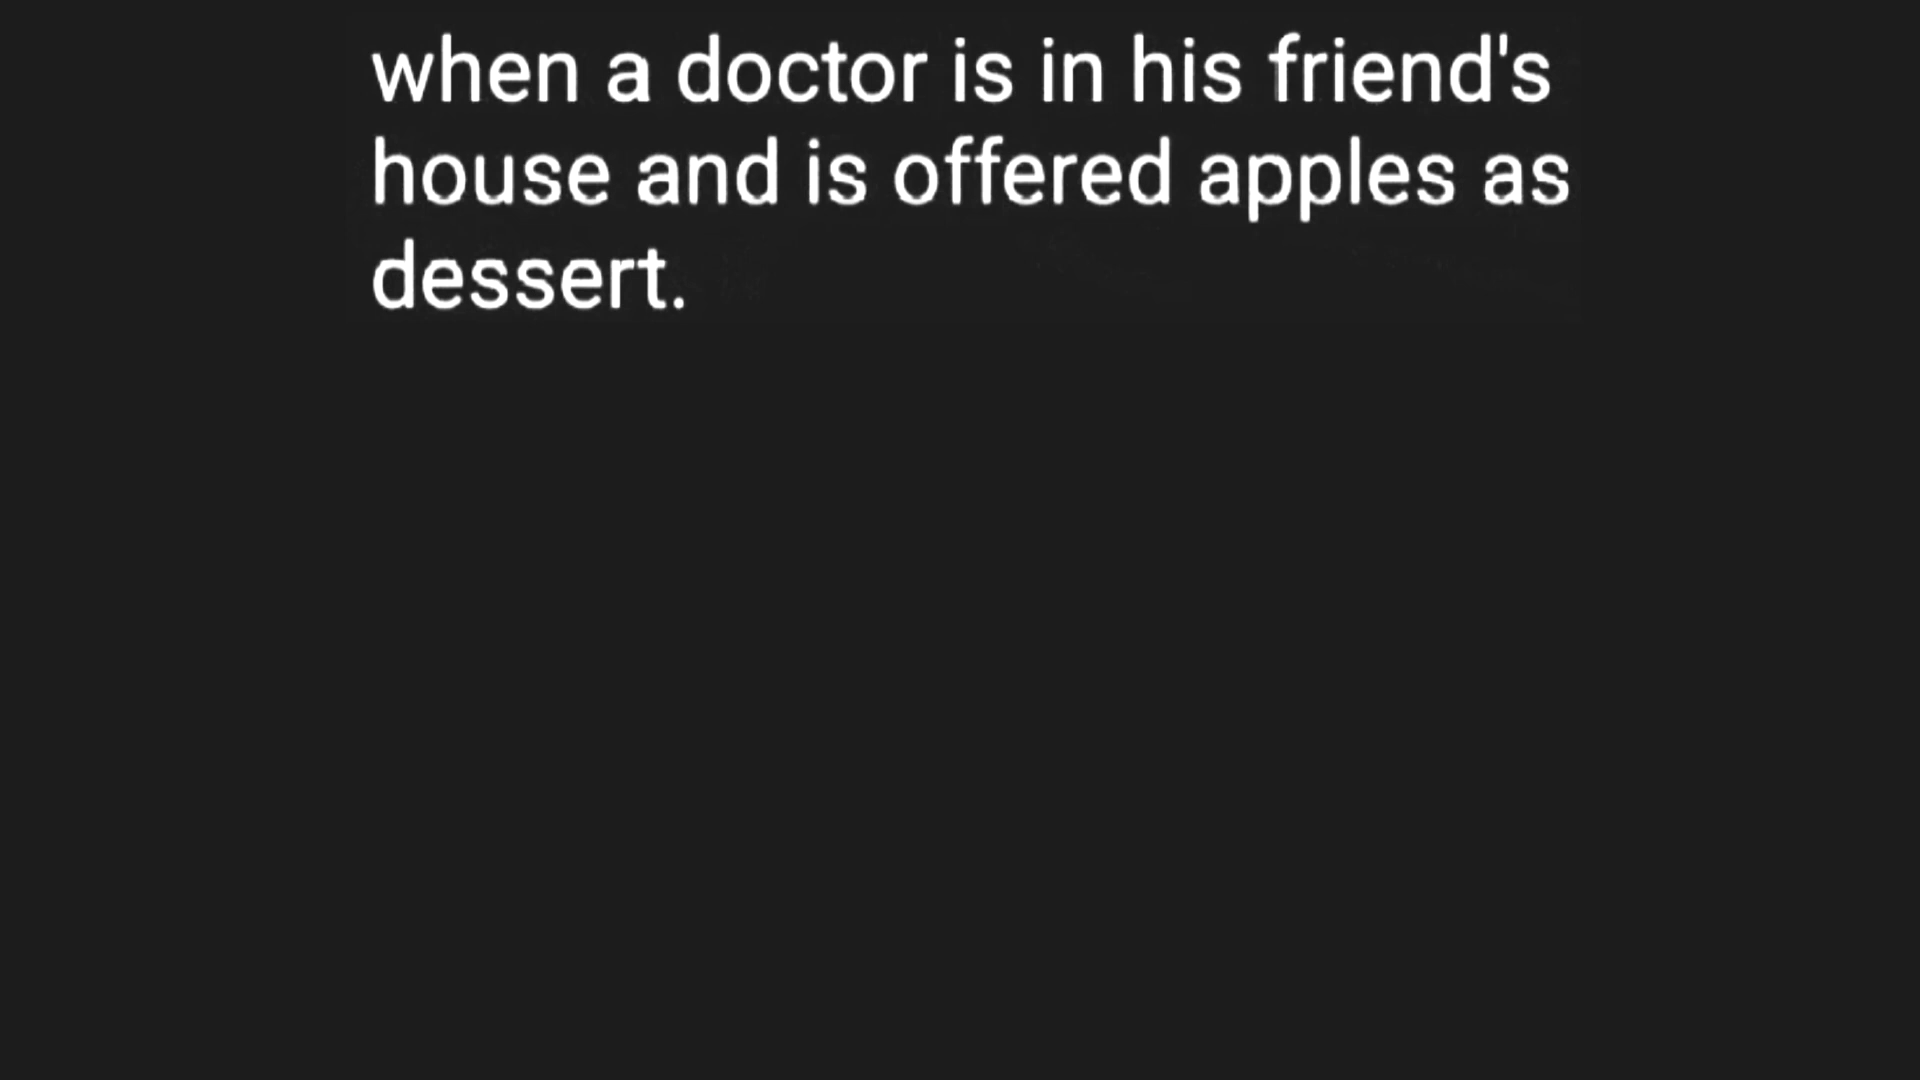 when a doctor is in his friend's
house and is offered apples as
dessert.